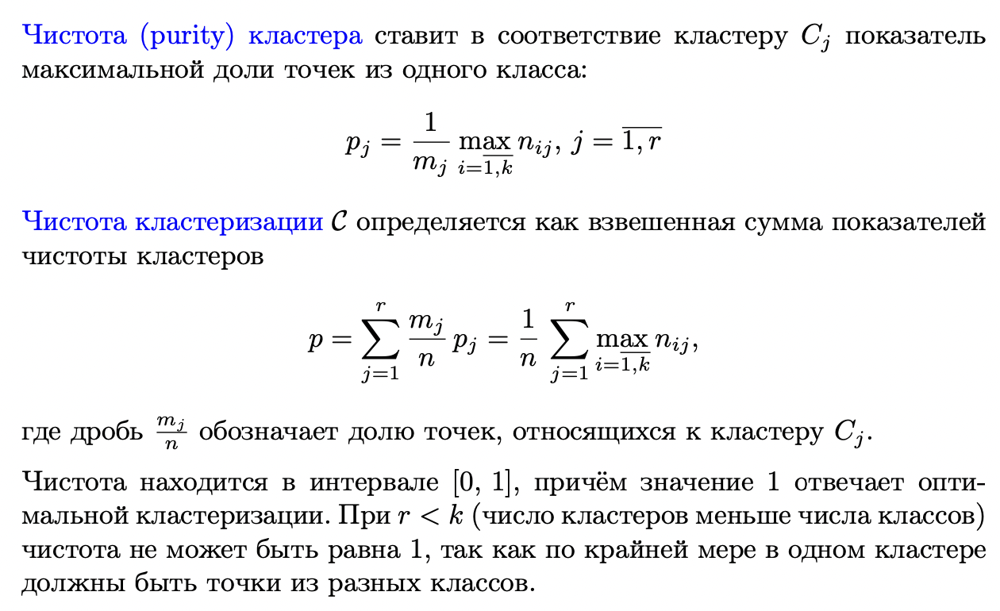 Чистота (purity) кластера ставит в соответствие кластеру $C_j$ показатель
максимальной доли точек из одного класса:
$p_j = \frac{1}{m_j} \max_{i=\overline{1,k}} n_{ij},\ j = \overline{1,r}$
Чистота кластеризации $\mathcal{C}$ определяется как взвешенная сумма показателей
чистоты кластеров
$p = \sum_{j=1}^{r} \frac{m_j}{n} p_j = \frac{1}{n} \sum_{j=1}^{r} \max_{i=\overline{1,k}} n_{ij},$
где дробь $\frac{m_j}{n}$ обозначает долю точек, относящихся к кластеру $C_j$.
Чистота находится в интервале [0, 1], причём значение 1 отвечает опти-
мальной кластеризации. При $r < k$ (число кластеров меньше числа классов)
чистота не может быть равна 1, так как по крайней мере в одном кластере
должны быть точки из разных классов.